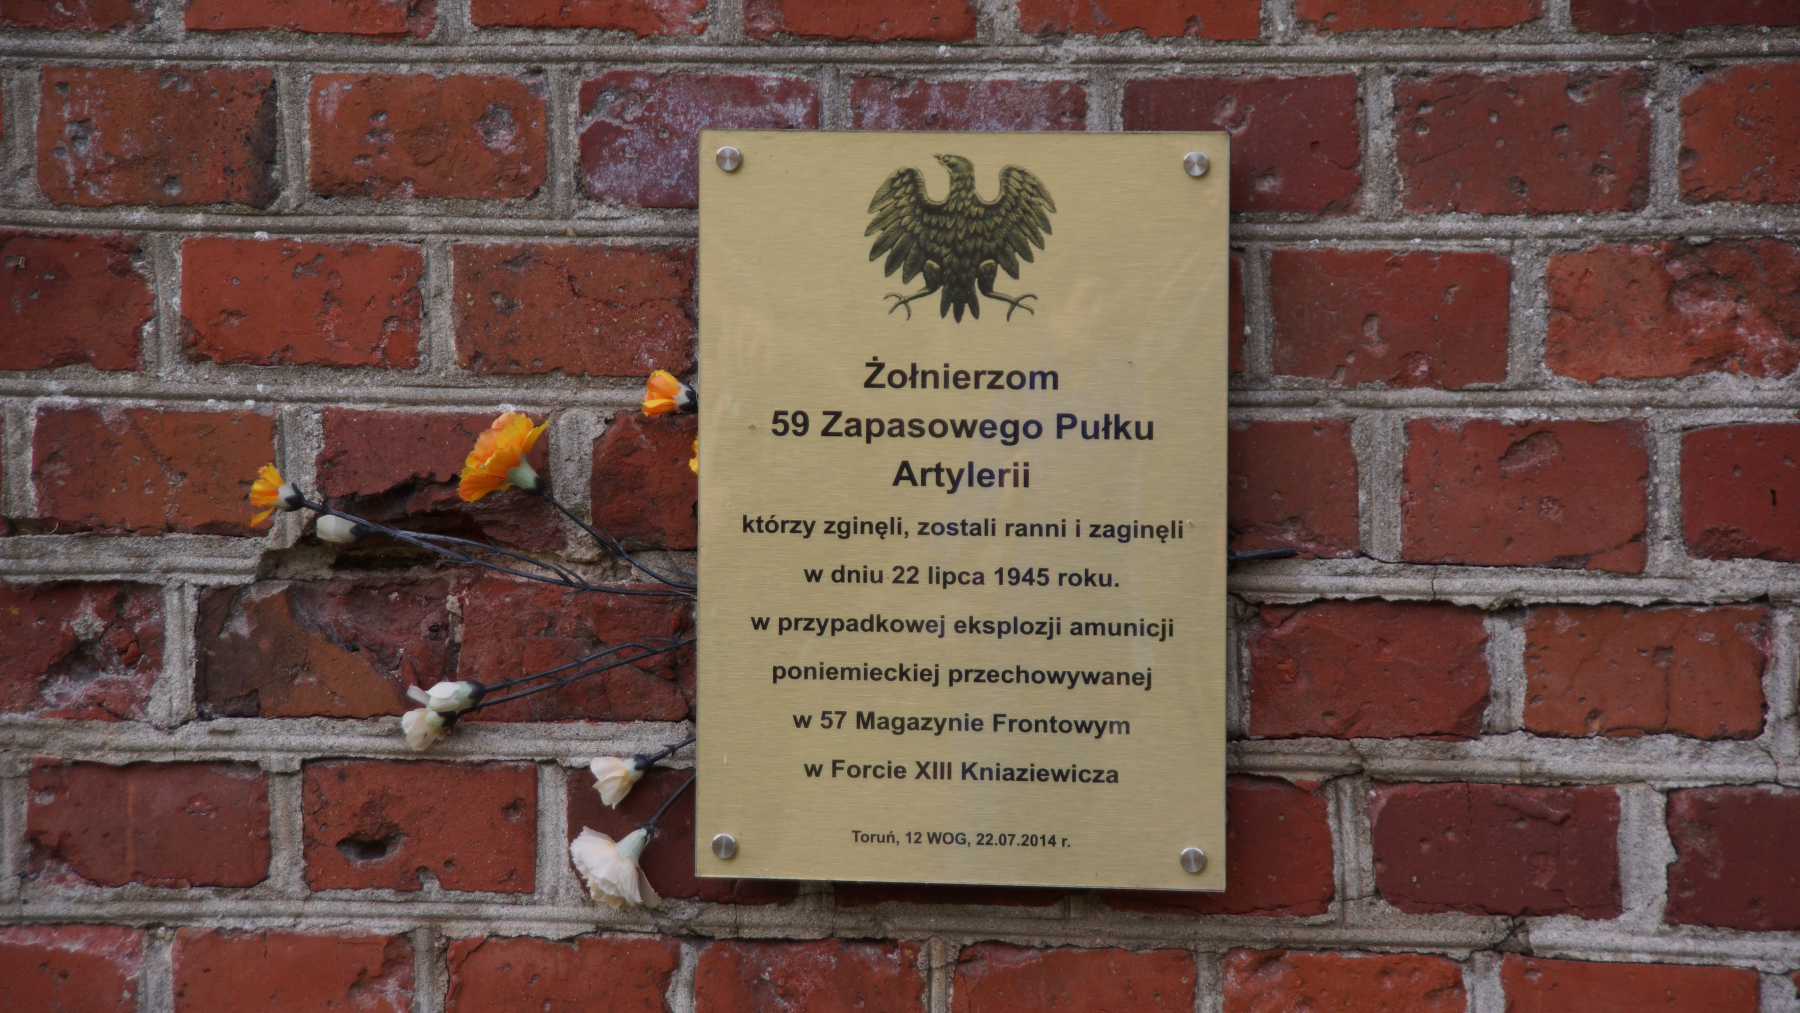 Żołnierzom
59 Zapasowego Pułku
Artylerii
którzy zginęli, zostali ranni i zaginęli
w dniu 22 lipca 1945 roku.
w przypadkowej eksplozji amunicji
poniemieckiej przechowywanej
w 57 Magazynie Frontowym
w Forcie XIII Kniaziewicza
Toruń, 12 WOG, 22.07.2014 r.